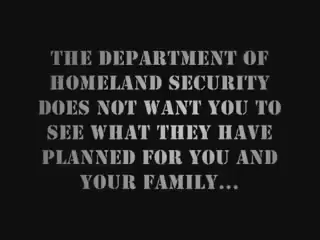 THE DEPARTMENT OF
HOMELAND SECURITY
DOES NOT WANT YOU TO
SEE WHAT THEY HAVE
PLANNED FOR YOU AND
YOUR FAMILY...